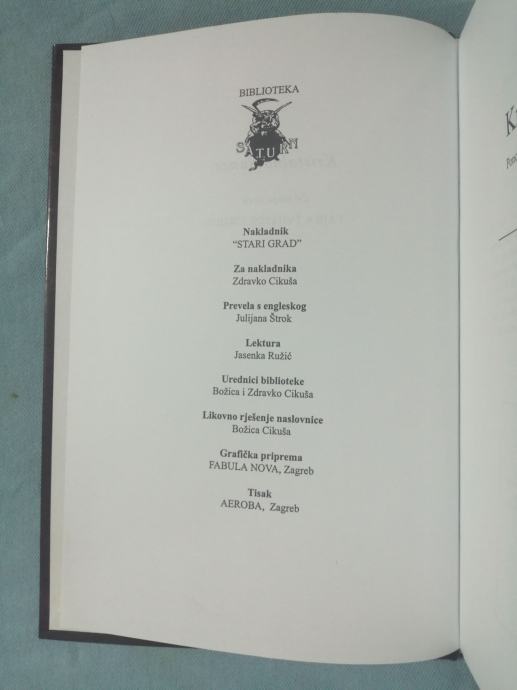 BIBLIOTEKA
SATURN
Nakladnik
“STARI GRAD”
Za nakladnika
Zdravko Cikuša
Prevela s engleskog
Julijana Štrok
Lektura
Jasenka Ružić
Urednici biblioteke
Božica i Zdravko Cikuša
Likovno rješenje naslovnice
Božica Cikuša
Grafička priprema
FABULA NOVA, Zagreb
Tisak
AEROBA, Zagreb